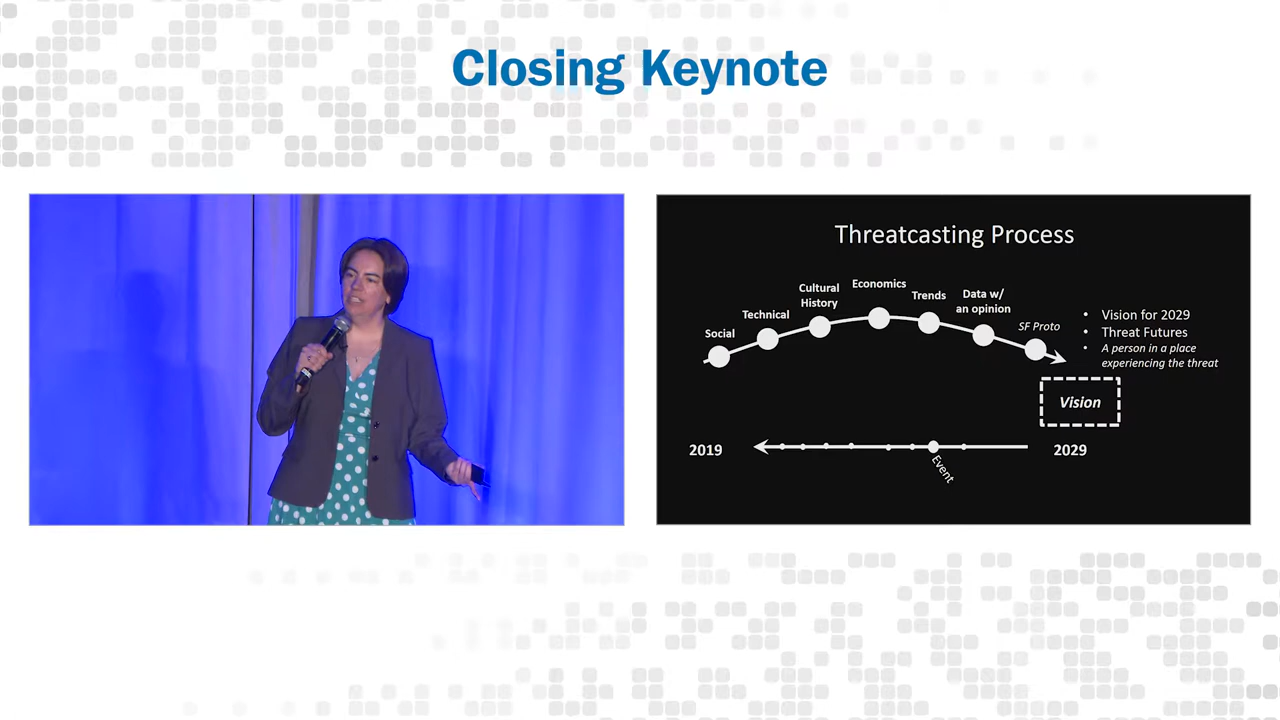 Closing Keynote
Threatcasting Process
Social
Technical
Cultural
History
Economics
Trends
Data w/
an opinion
SF Proto
• Vision for 2029
• Threat Futures
• A person in a place
experiencing the threat
Vision
2019
2029
Event